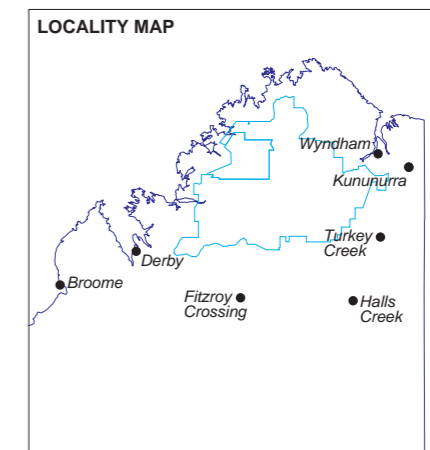 LOCALITY MAP
Wyndham
Kununurra
Turkey
Creek
Derby
Broome
Fitzroy
Crossing
Halls
Creek